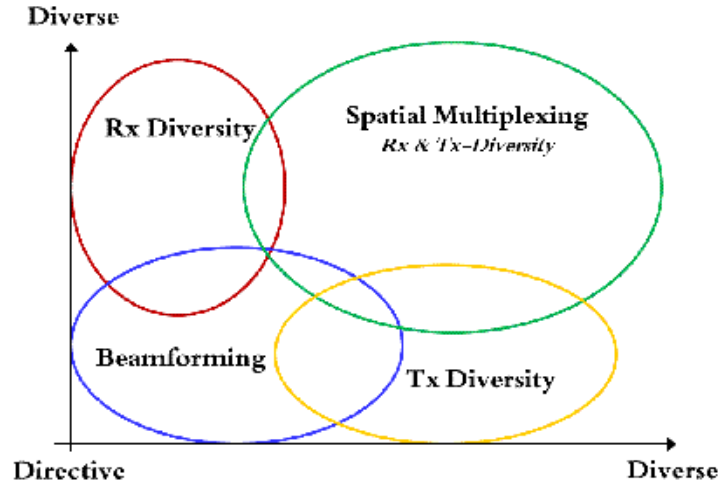 Diverse
Rx Diversity
Spatial Multiplexing
Rx & Tx-Diversity
Beamforming
Tx Diversity
Directive
Diverse